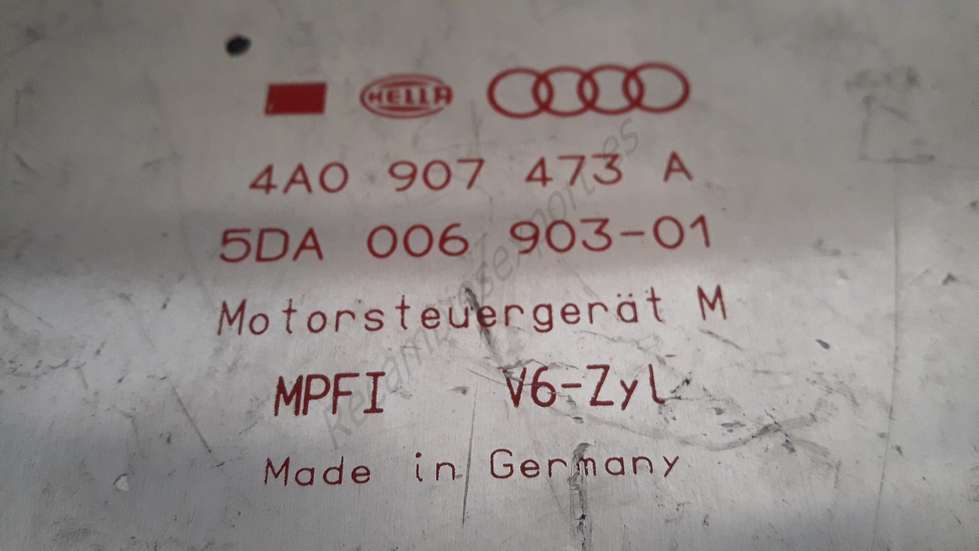 HELLA
4A0 907 473 A
5DA 006 903-01
Motorsteuergerät M
MPFI V6-Zyl
Made in Germany